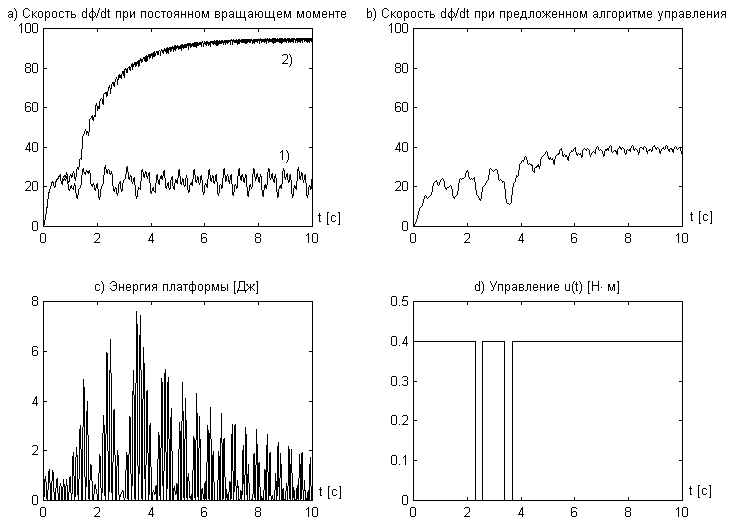 a) Скорость dϕ/dt при постоянном вращающем моменте
b) Скорость dϕ/dt при предложенном алгоритме управления
100
80
60
40
20
0
2)
1)
t [c]
0 2 4 6 8 10
100
80
60
40
20
0
t [c]
0 2 4 6 8 10
c) Энергия платформы [Дж]
d) Управление u(t) [Н· м]
8
6
4
2
0
t [c]
0 2 4 6 8 10
0.5
0.4
0.3
0.2
0.1
0
t [c]
0 2 4 6 8 10